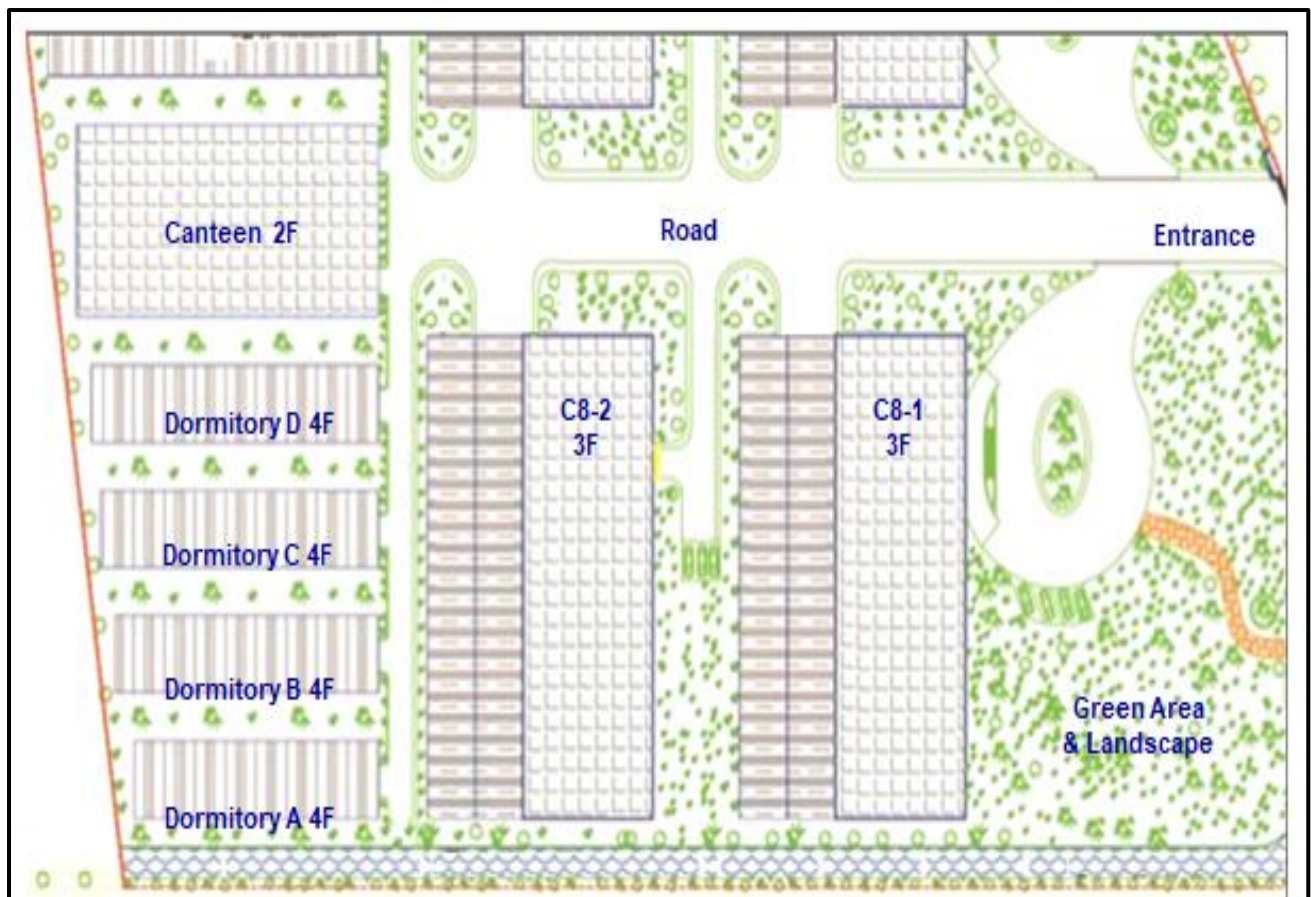 Canteen 2F
Road
Entrance
Dormitory D 4F
C8-2
3F
C8-1
3F
Dormitory C 4F
Dormitory B 4F
Green Area
& Landscape
Dormitory A 4F